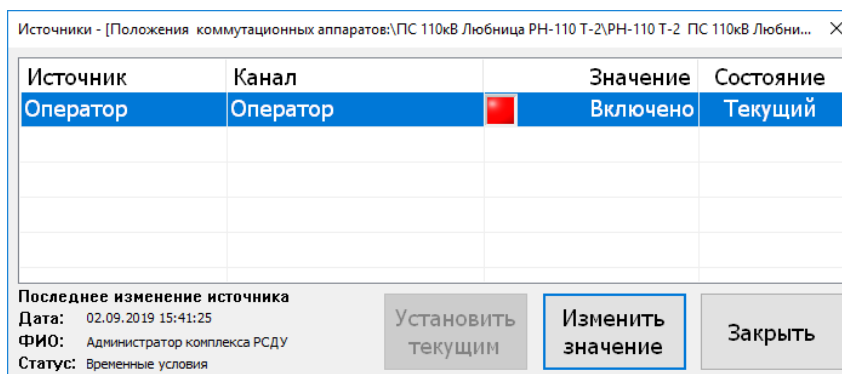 Источники - [Положения коммутационных аппаратов:\ПС 110кВ Любница РН-110 Т-2\РН-110 Т-2 ПС 110кВ Любни...
Источник Канал Значение Состояние
Оператор Оператор Включено Текущий
Последнее изменение источника
Дата: 02.09.2019 15:41:25
ФИО: Администратор комплекса РСДУ
Статус: Временные условия
Установить
текущим
Изменить
значение
Закрыть